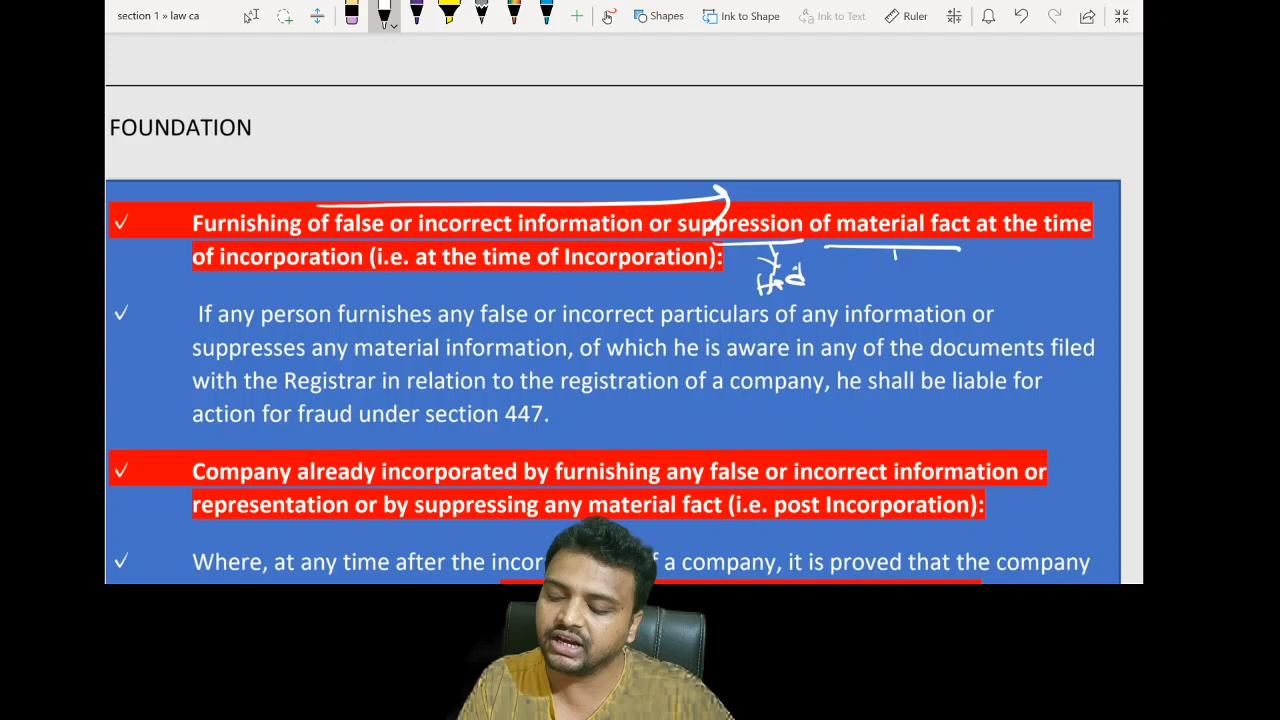 section 1 » law ca
Shapes
Ink to Shape
Ink to Text
Ruler
FOUNDATION
✓ Furnishing of false or incorrect information or suppression of material fact at the time
of incorporation (i.e. at the time of Incorporation):
✓ If any person furnishes any false or incorrect particulars of any information or
suppresses any material information, of which he is aware in any of the documents filed
with the Registrar in relation to the registration of a company, he shall be liable for
action for fraud under section 447.
✓ Company already incorporated by furnishing any false or incorrect information or
representation or by suppressing any material fact (i.e. post Incorporation):
✓ Where, at any time after the incor f a company, it is proved that the company